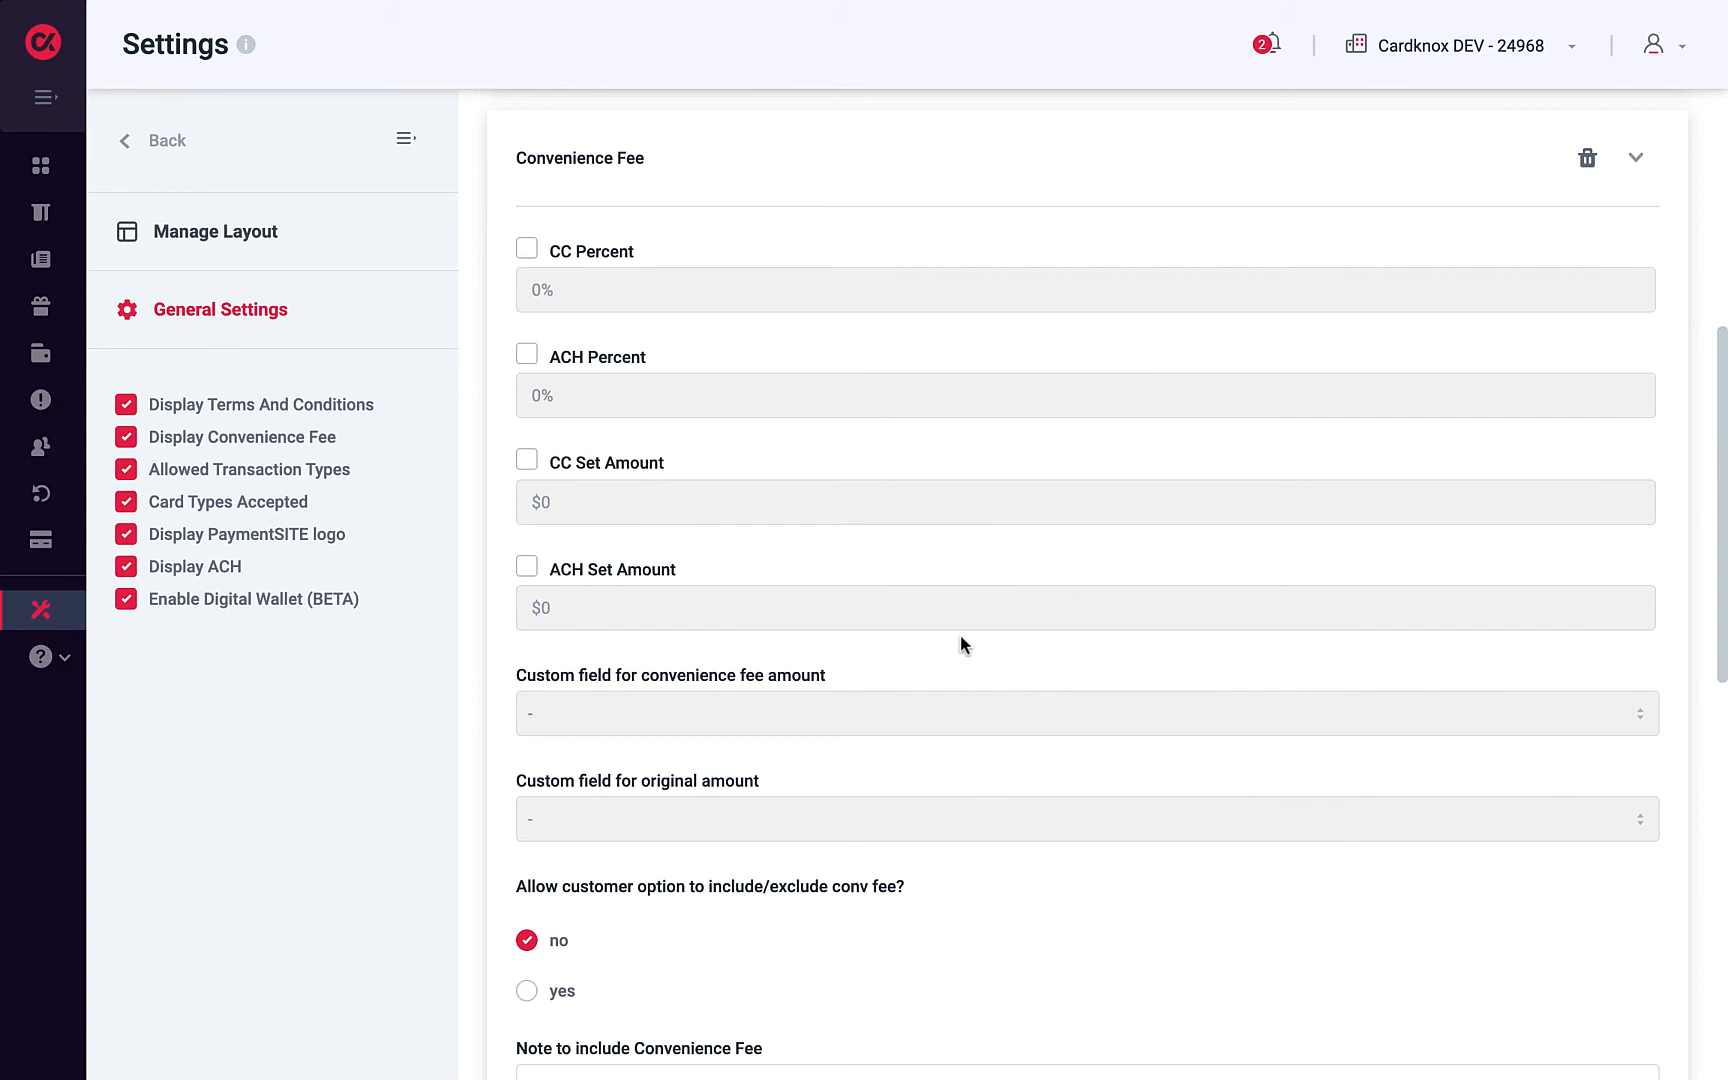 Settings
2
Cardknox DEV - 24968
Back
Manage Layout
General Settings
Display Terms And Conditions
Display Convenience Fee
Allowed Transaction Types
Card Types Accepted
Display PaymentSITE logo
Display ACH
Enable Digital Wallet (BETA)
Convenience Fee
CC Percent
0%
ACH Percent
0%
CC Set Amount
$0
ACH Set Amount
$0
Custom field for convenience fee amount
-
Custom field for original amount
-
Allow customer option to include/exclude conv fee?
no
yes
Note to include Convenience Fee